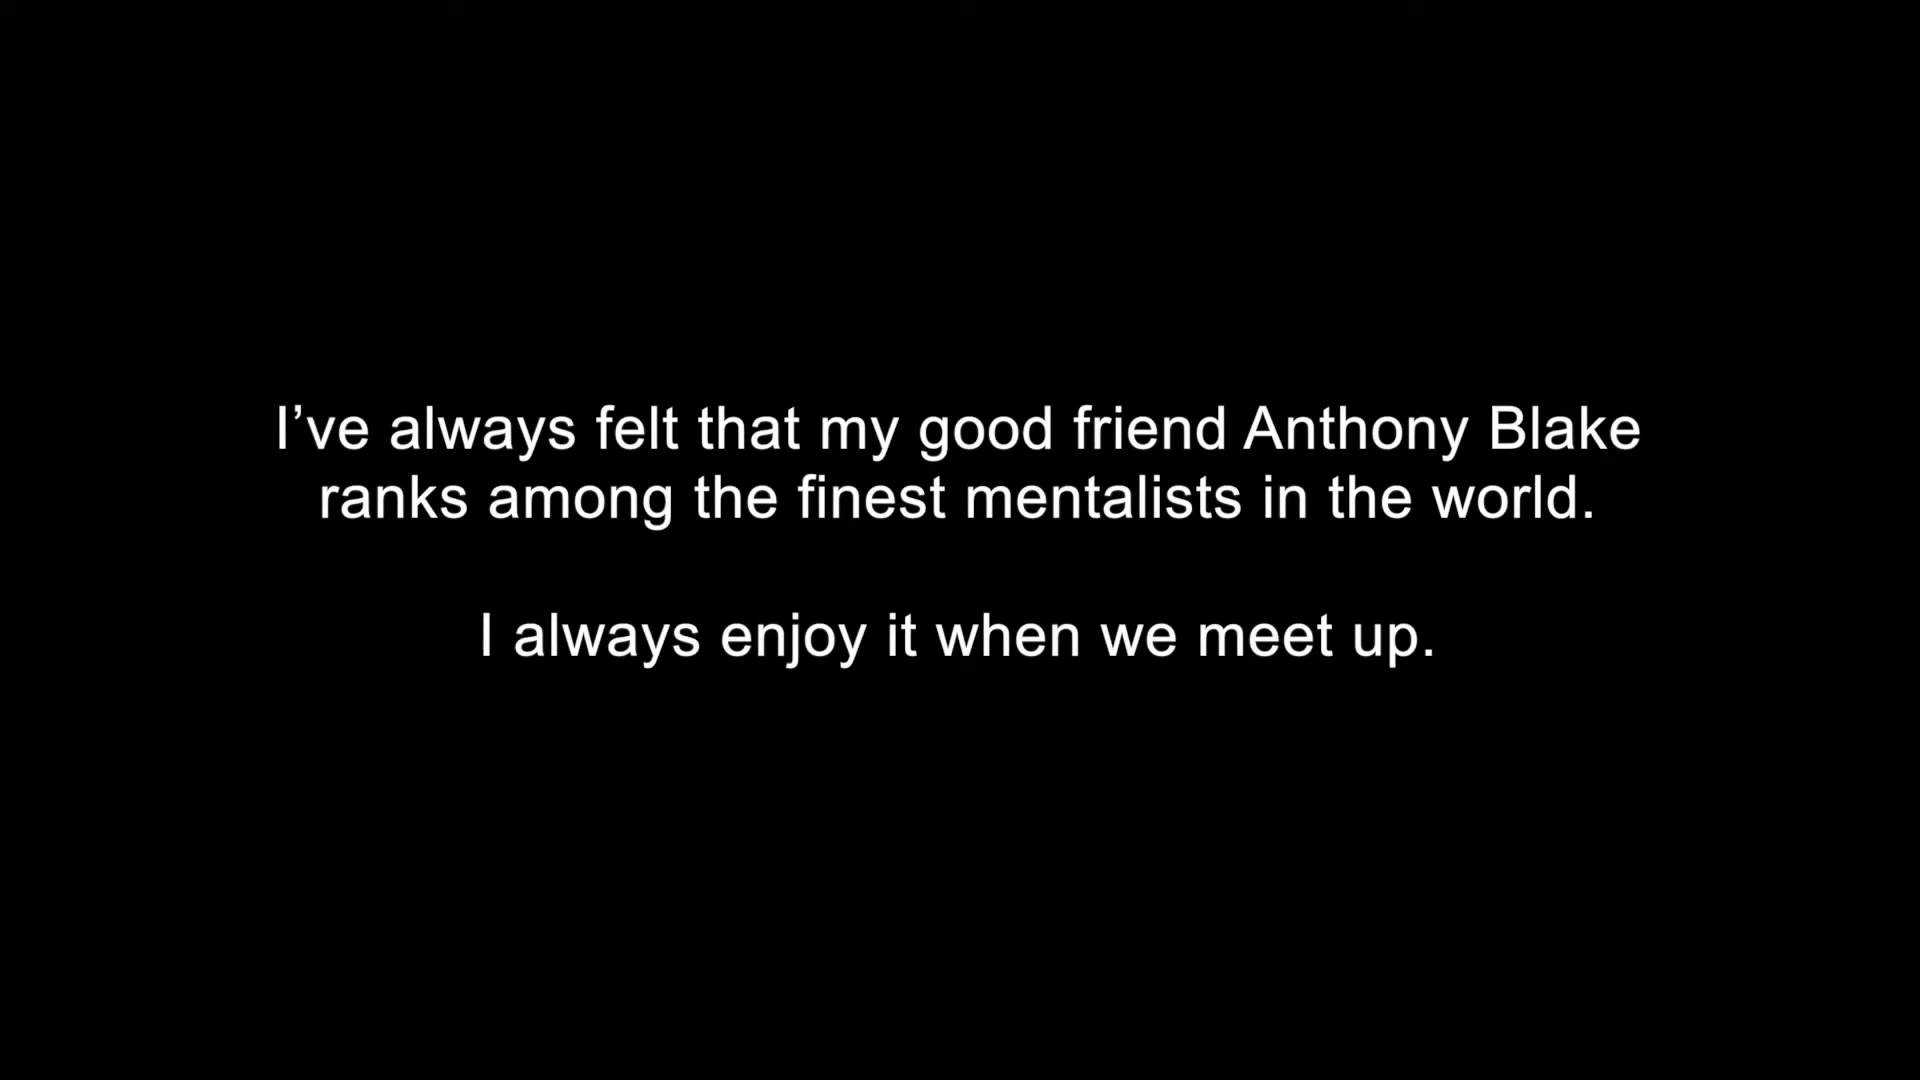 I’ve always felt that my good friend Anthony Blake
ranks among the finest mentalists in the world.
I always enjoy it when we meet up.